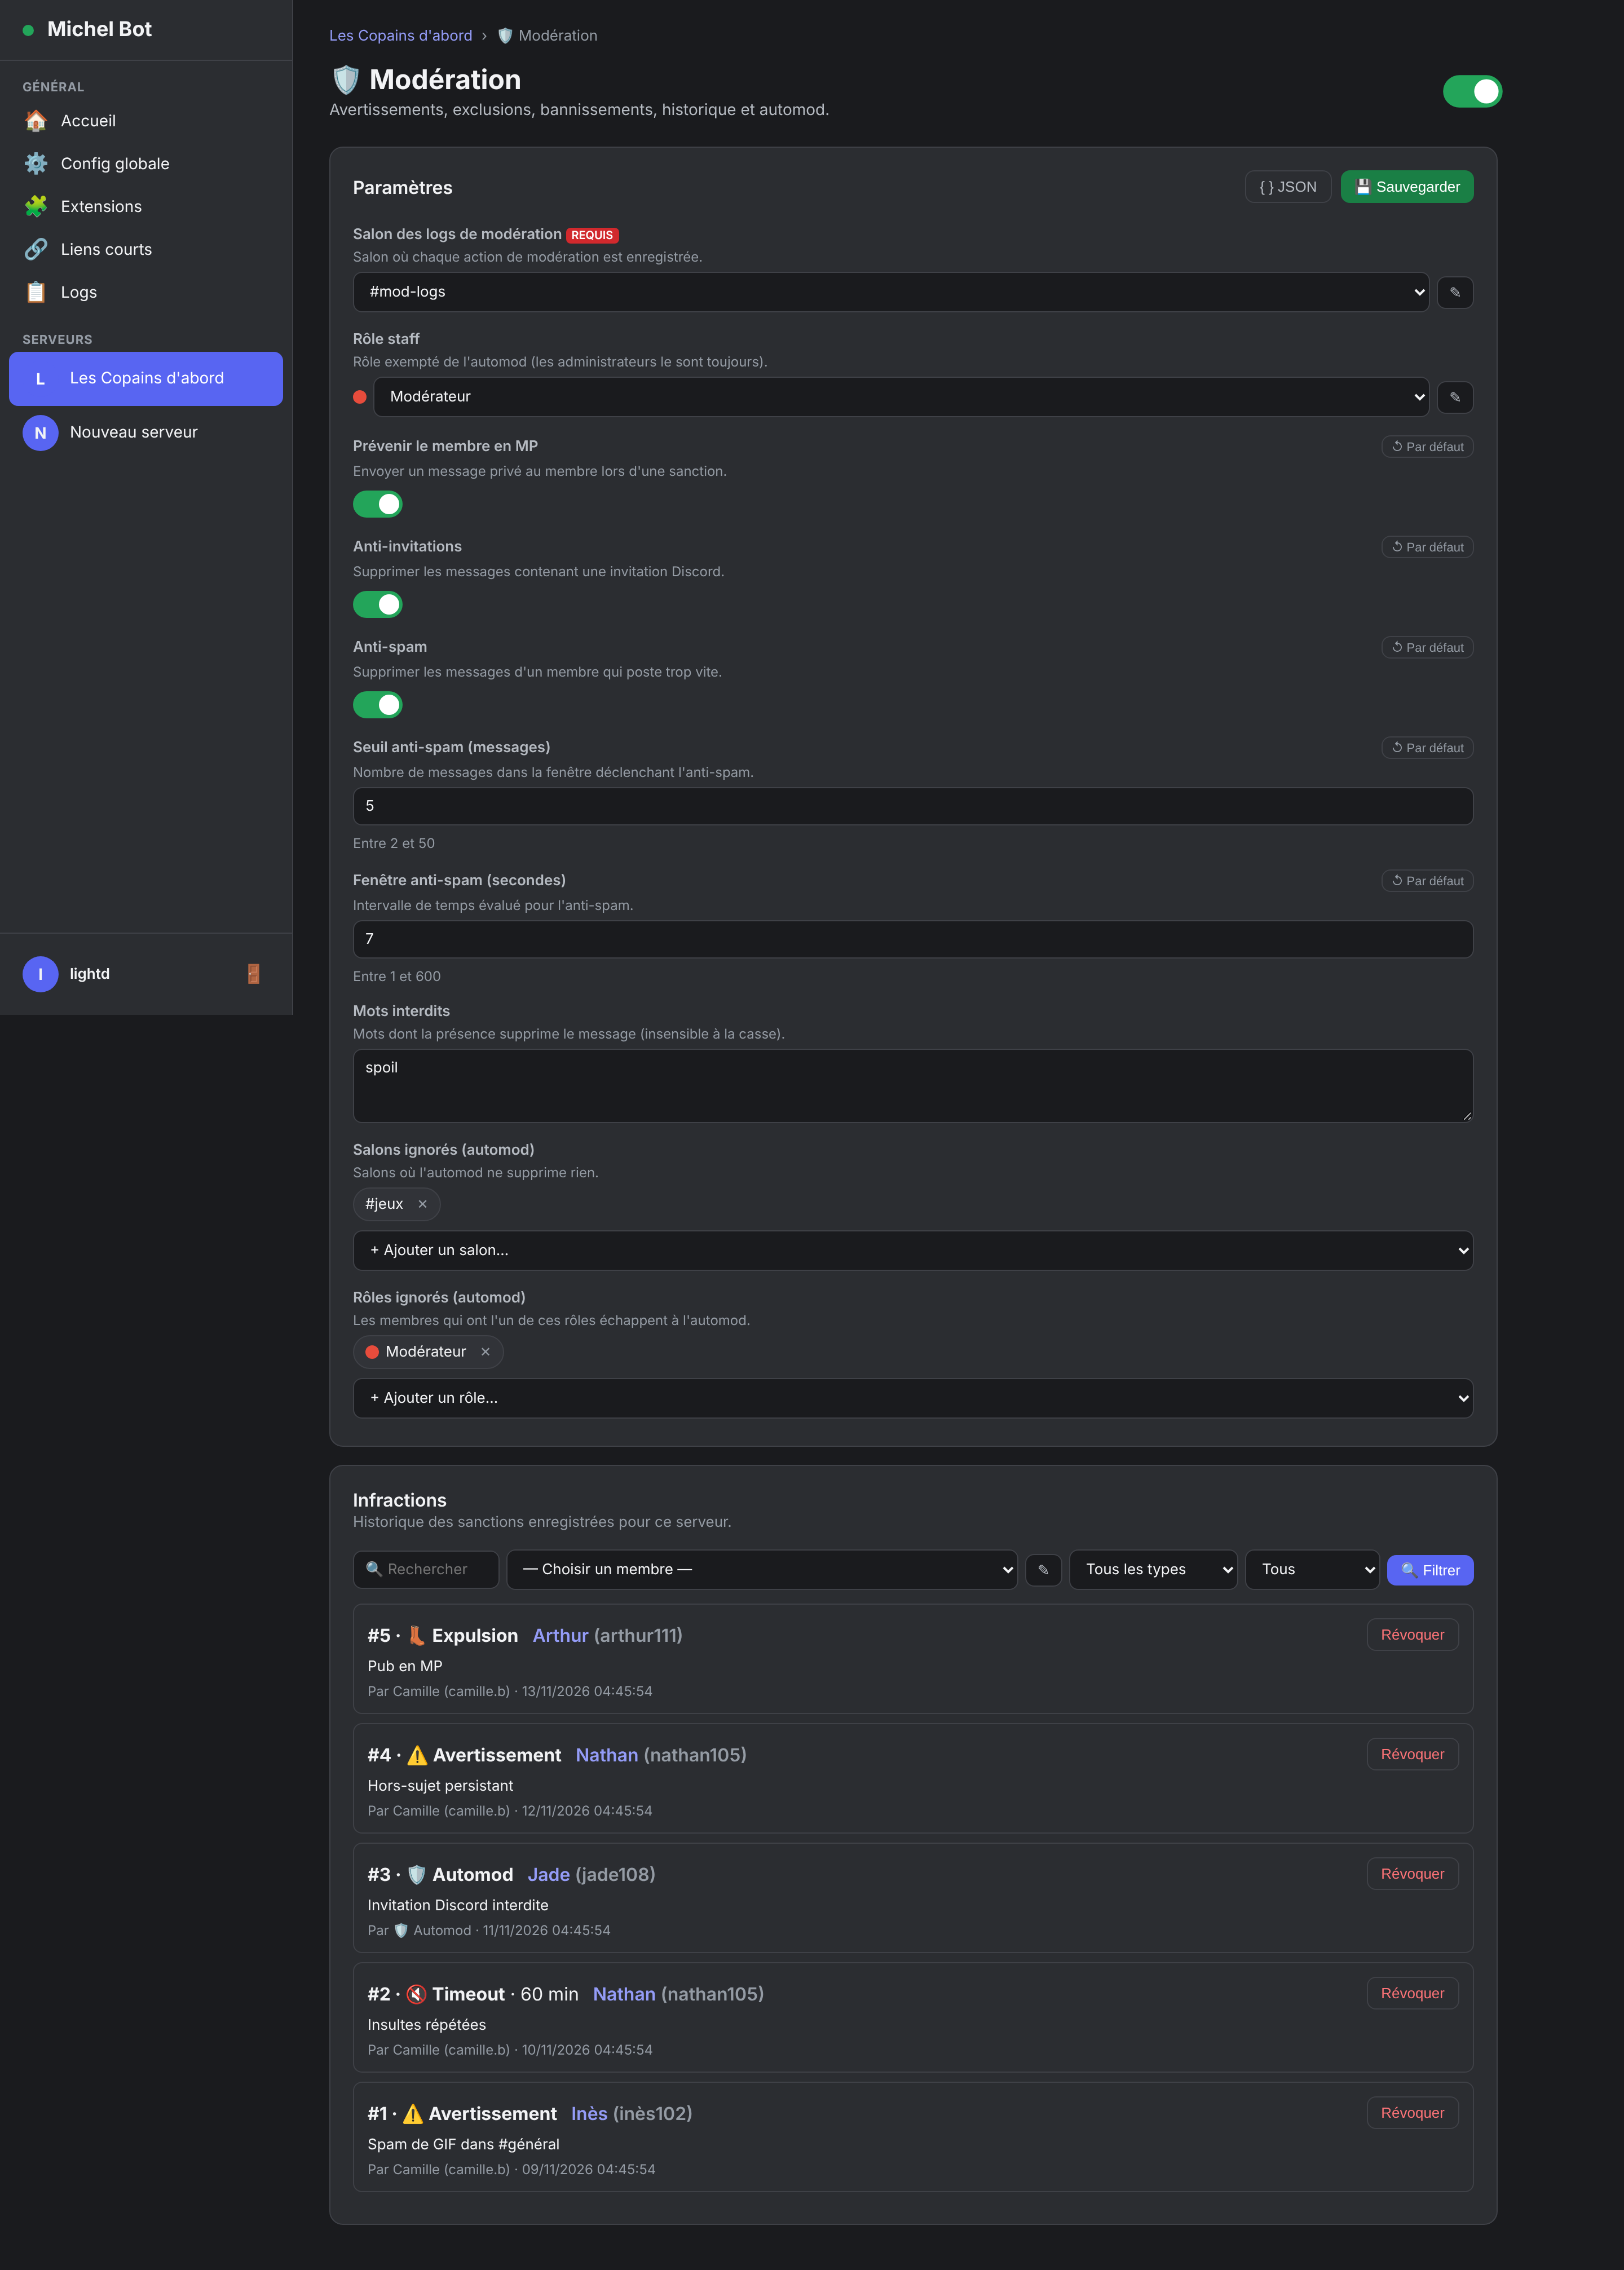 Michel Bot
GÉNÉRAL
🏠 Accueil
⚙️ Config globale
🧩 Extensions
🔗 Liens courts
📋 Logs
SERVEURS
L Les Copains d'abord
N Nouveau serveur
l lightd 🚪
Les Copains d'abord › 🛡️ Modération
🛡️ Modération
Avertissements, exclusions, bannissements, historique et automod.
Paramètres
{ } JSON
💾 Sauvegarder
Salon des logs de modération REQUIS
Salon où chaque action de modération est enregistrée.
#mod-logs
✎
Rôle staff
Rôle exempté de l'automod (les administrateurs le sont toujours).
Modérateur
✎
Prévenir le membre en MP
↺ Par défaut
Envoyer un message privé au membre lors d'une sanction.
Anti-invitations
↺ Par défaut
Supprimer les messages contenant une invitation Discord.
Anti-spam
↺ Par défaut
Supprimer les messages d'un membre qui poste trop vite.
Seuil anti-spam (messages)
↺ Par défaut
Nombre de messages dans la fenêtre déclenchant l'anti-spam.
5
Entre 2 et 50
Fenêtre anti-spam (secondes)
↺ Par défaut
Intervalle de temps évalué pour l'anti-spam.
7
Entre 1 et 600
Mots interdits
Mots dont la présence supprime le message (insensible à la casse).
spoil
Salons ignorés (automod)
Salons où l'automod ne supprime rien.
#jeux ✕
+ Ajouter un salon...
Rôles ignorés (automod)
Les membres qui ont l'un de ces rôles échappent à l'automod.
Modérateur ✕
+ Ajouter un rôle...
Infractions
Historique des sanctions enregistrées pour ce serveur.
🔍 Rechercher
— Choisir un membre —
✎
Tous les types
Tous
🔍 Filtrer
#5 · 👢 Expulsion Arthur (arthur111)
Révoquer
Pub en MP
Par Camille (camille.b) · 13/11/2026 04:45:54
#4 · ⚠️ Avertissement Nathan (nathan105)
Révoquer
Hors-sujet persistant
Par Camille (camille.b) · 12/11/2026 04:45:54
#3 · 🛡️ Automod Jade (jade108)
Révoquer
Invitation Discord interdite
Par 🛡️ Automod · 11/11/2026 04:45:54
#2 · 🔇 Timeout · 60 min Nathan (nathan105)
Révoquer
Insultes répétées
Par Camille (camille.b) · 10/11/2026 04:45:54
#1 · ⚠️ Avertissement Inès (inès102)
Révoquer
Spam de GIF dans #général
Par Camille (camille.b) · 09/11/2026 04:45:54